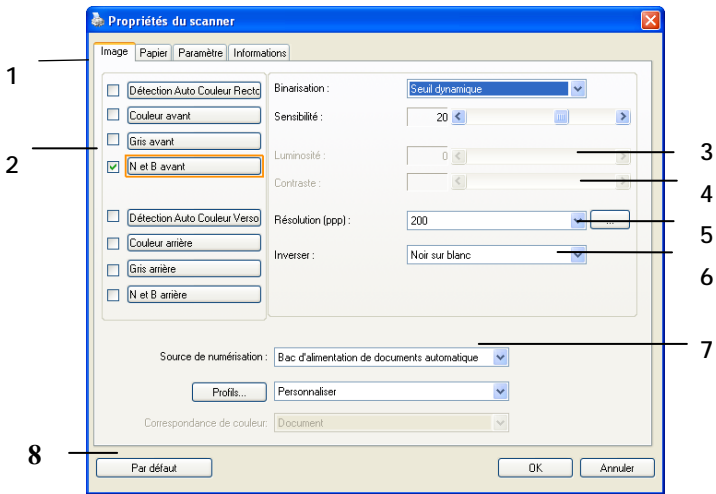 Propriétés du scanner
Image Papier Paramètre Informations
1
Détection Auto Couleur Recto
Binarisation : Seuil dynamique
Couleur avant
Sensibilité : 20
Gris avant
2
N et B avant
Luminosité : 0
3
Contraste :
4
Détection Auto Couleur Verso
Résolution (ppp) : 200 ...
5
Couleur arrière
Inverser : Noir sur blanc
6
Gris arrière
N et B arrière
7
Source de numérisation : Bac d'alimentation de documents automatique
Profils... Personnaliser
Correspondance de couleur: Document
8
Par défaut OK Annuler